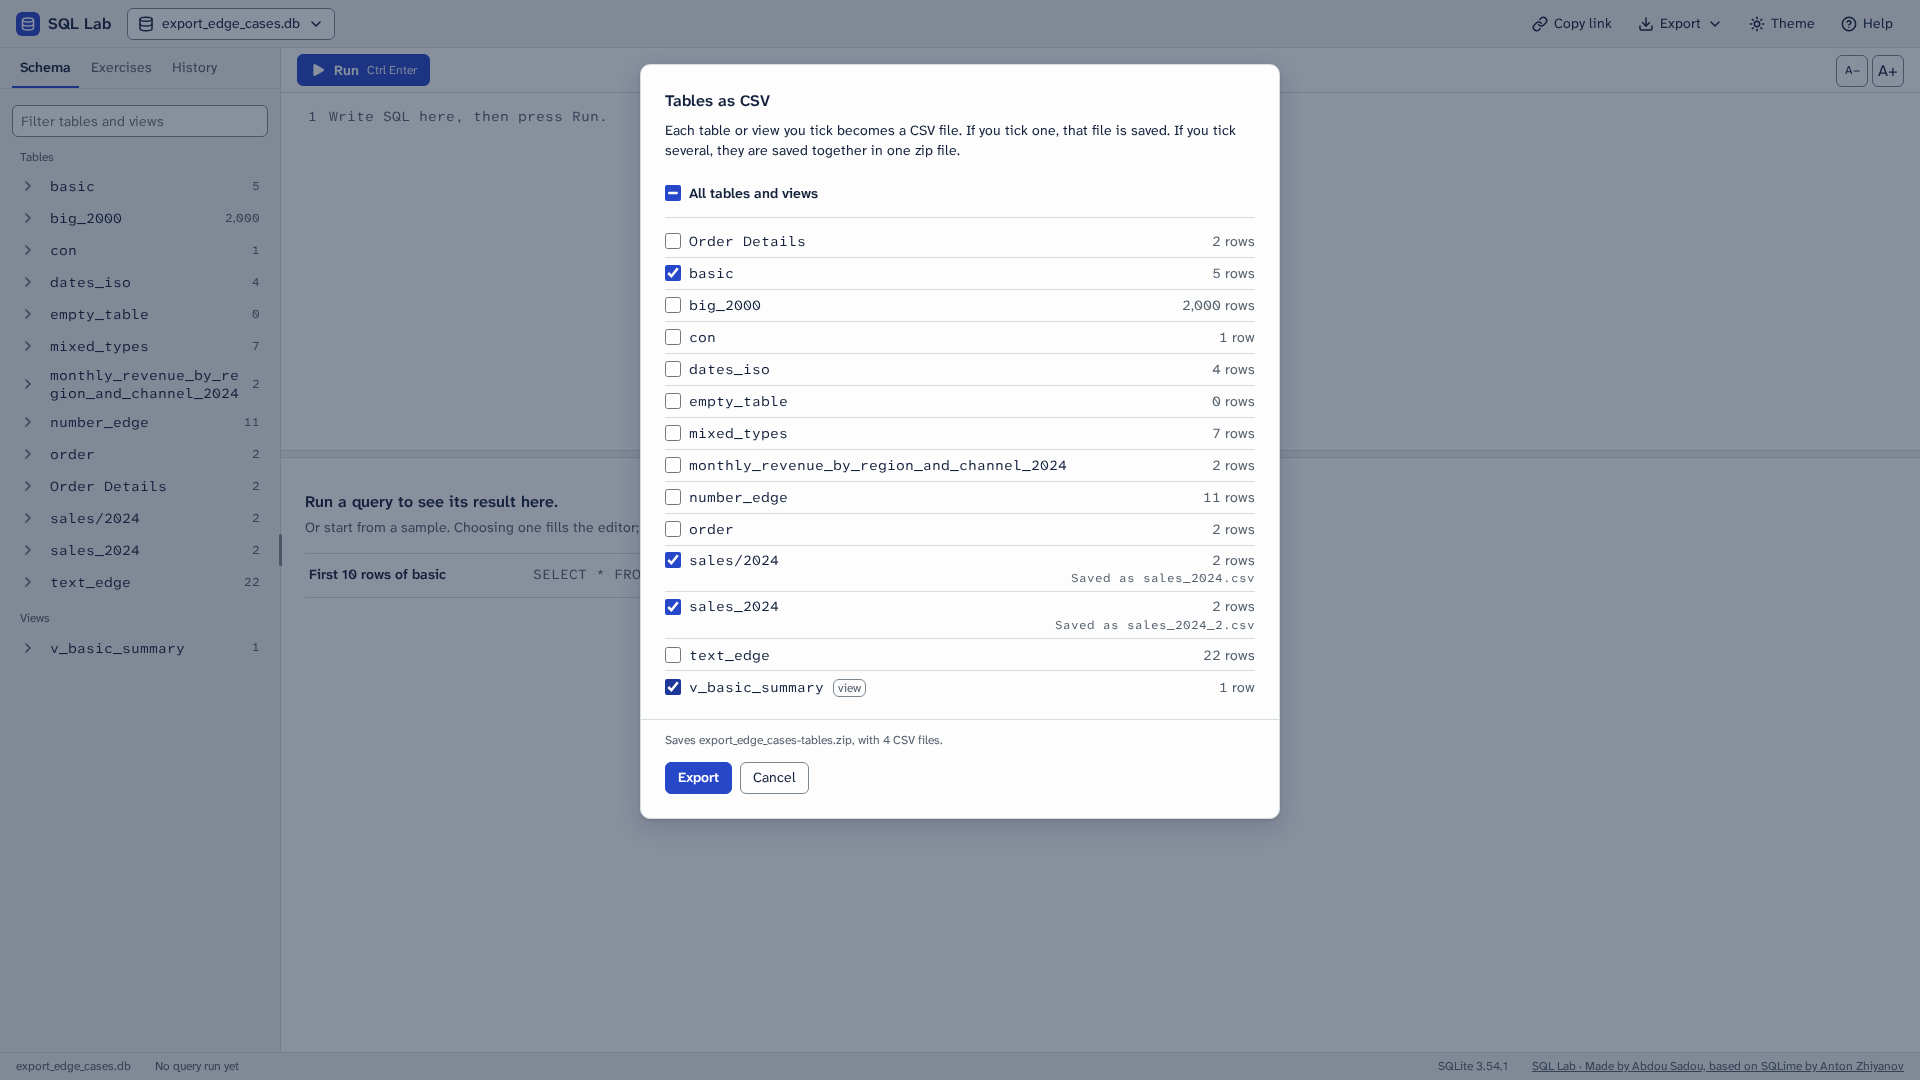 SQL Lab
export_edge_cases.db
Copy link
Export
Theme
Help
Schema
Exercises
History
Filter tables and views
Tables
basic 5
big_2000 2,000
con 1
dates_iso 4
empty_table 0
mixed_types 7
monthly_revenue_by_re
gion_and_channel_2024 2
number_edge 11
order 2
Order Details 2
sales/2024 2
sales_2024 2
text_edge 22
Views
v_basic_summary 1
Run Ctrl Enter
A−
A+
1 Write SQL here, then press Run.
Run a query to see its result here.
Or start from a sample. Choosing one fills the editor;
First 10 rows of basic SELECT * FRO
Tables as CSV
Each table or view you tick becomes a CSV file. If you tick one, that file is saved. If you tick
several, they are saved together in one zip file.
All tables and views
Order Details 2 rows
basic 5 rows
big_2000 2,000 rows
con 1 row
dates_iso 4 rows
empty_table 0 rows
mixed_types 7 rows
monthly_revenue_by_region_and_channel_2024 2 rows
number_edge 11 rows
order 2 rows
sales/2024 2 rows
Saved as sales_2024.csv
sales_2024 2 rows
Saved as sales_2024_2.csv
text_edge 22 rows
v_basic_summary view 1 row
Saves export_edge_cases-tables.zip, with 4 CSV files.
Export
Cancel
export_edge_cases.db
No query run yet
SQLite 3.54.1
SQL Lab · Made by Abdou Sadou, based on SQLime by Anton Zhiyanov